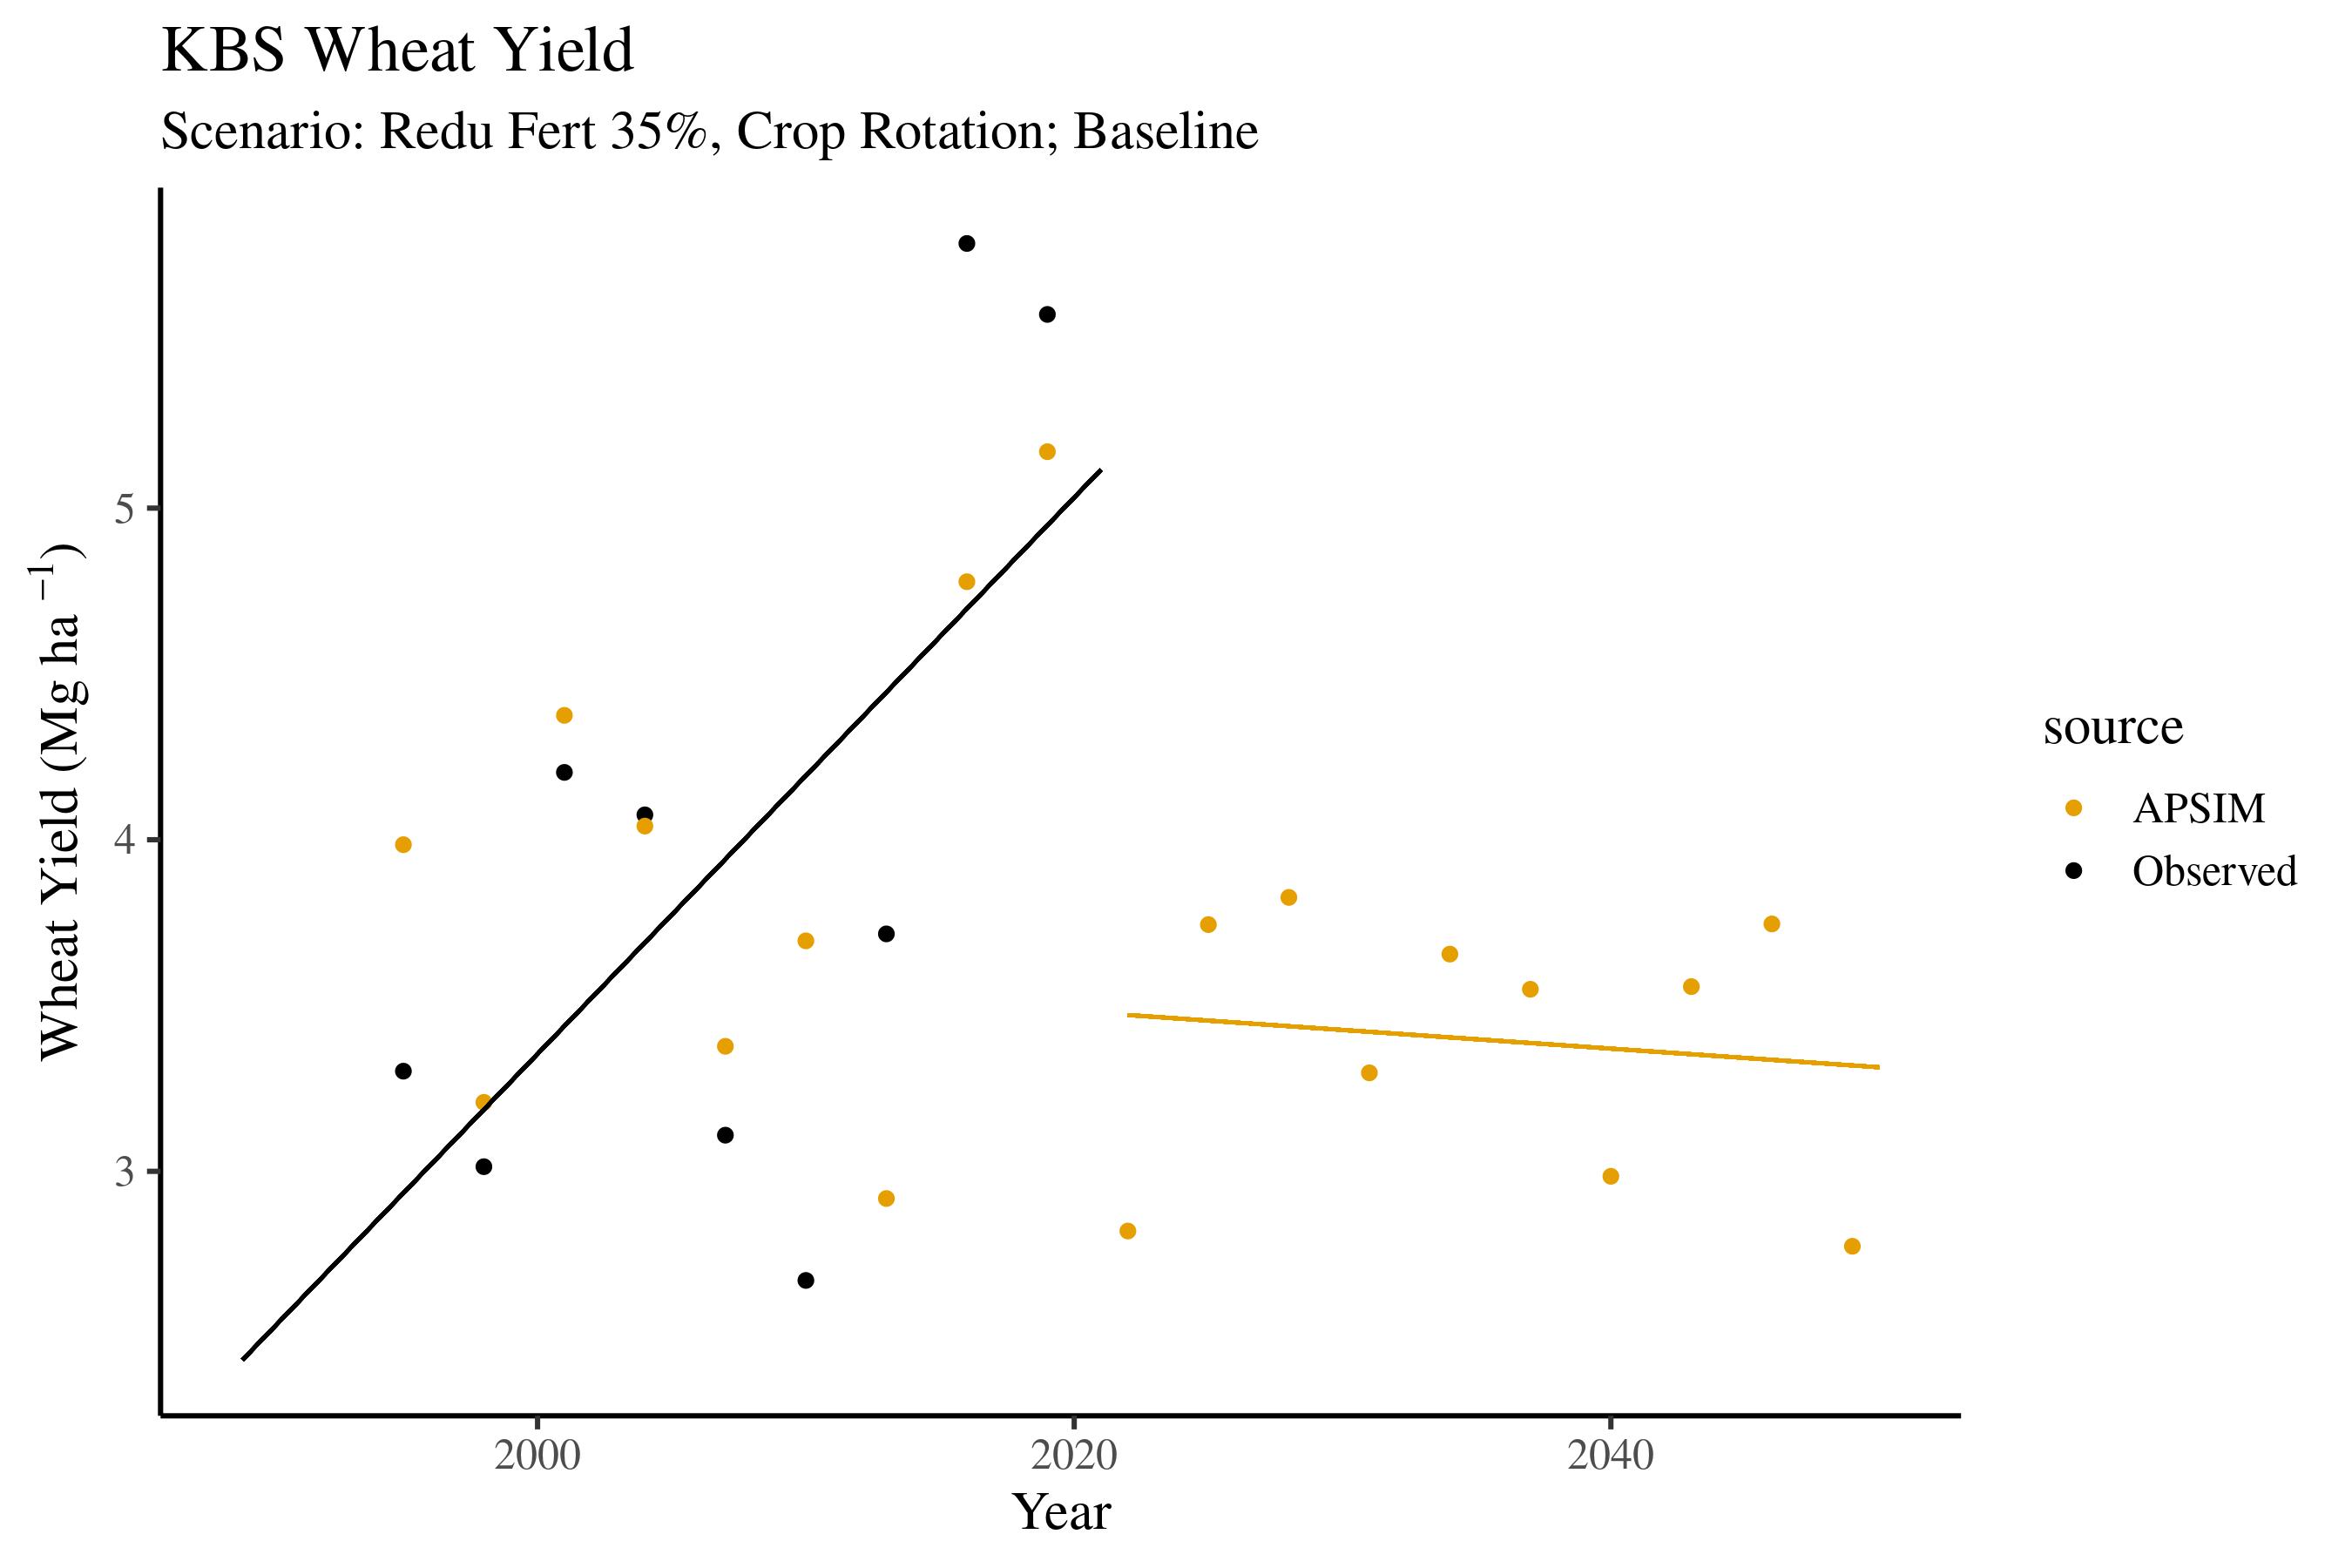 KBS Wheat Yield
Scenario: Redu Fert 35%, Crop Rotation; Baseline
Wheat Yield (Mg ha −1)
5
4
3
2000
2020
2040
Year
source
APSIM
Observed